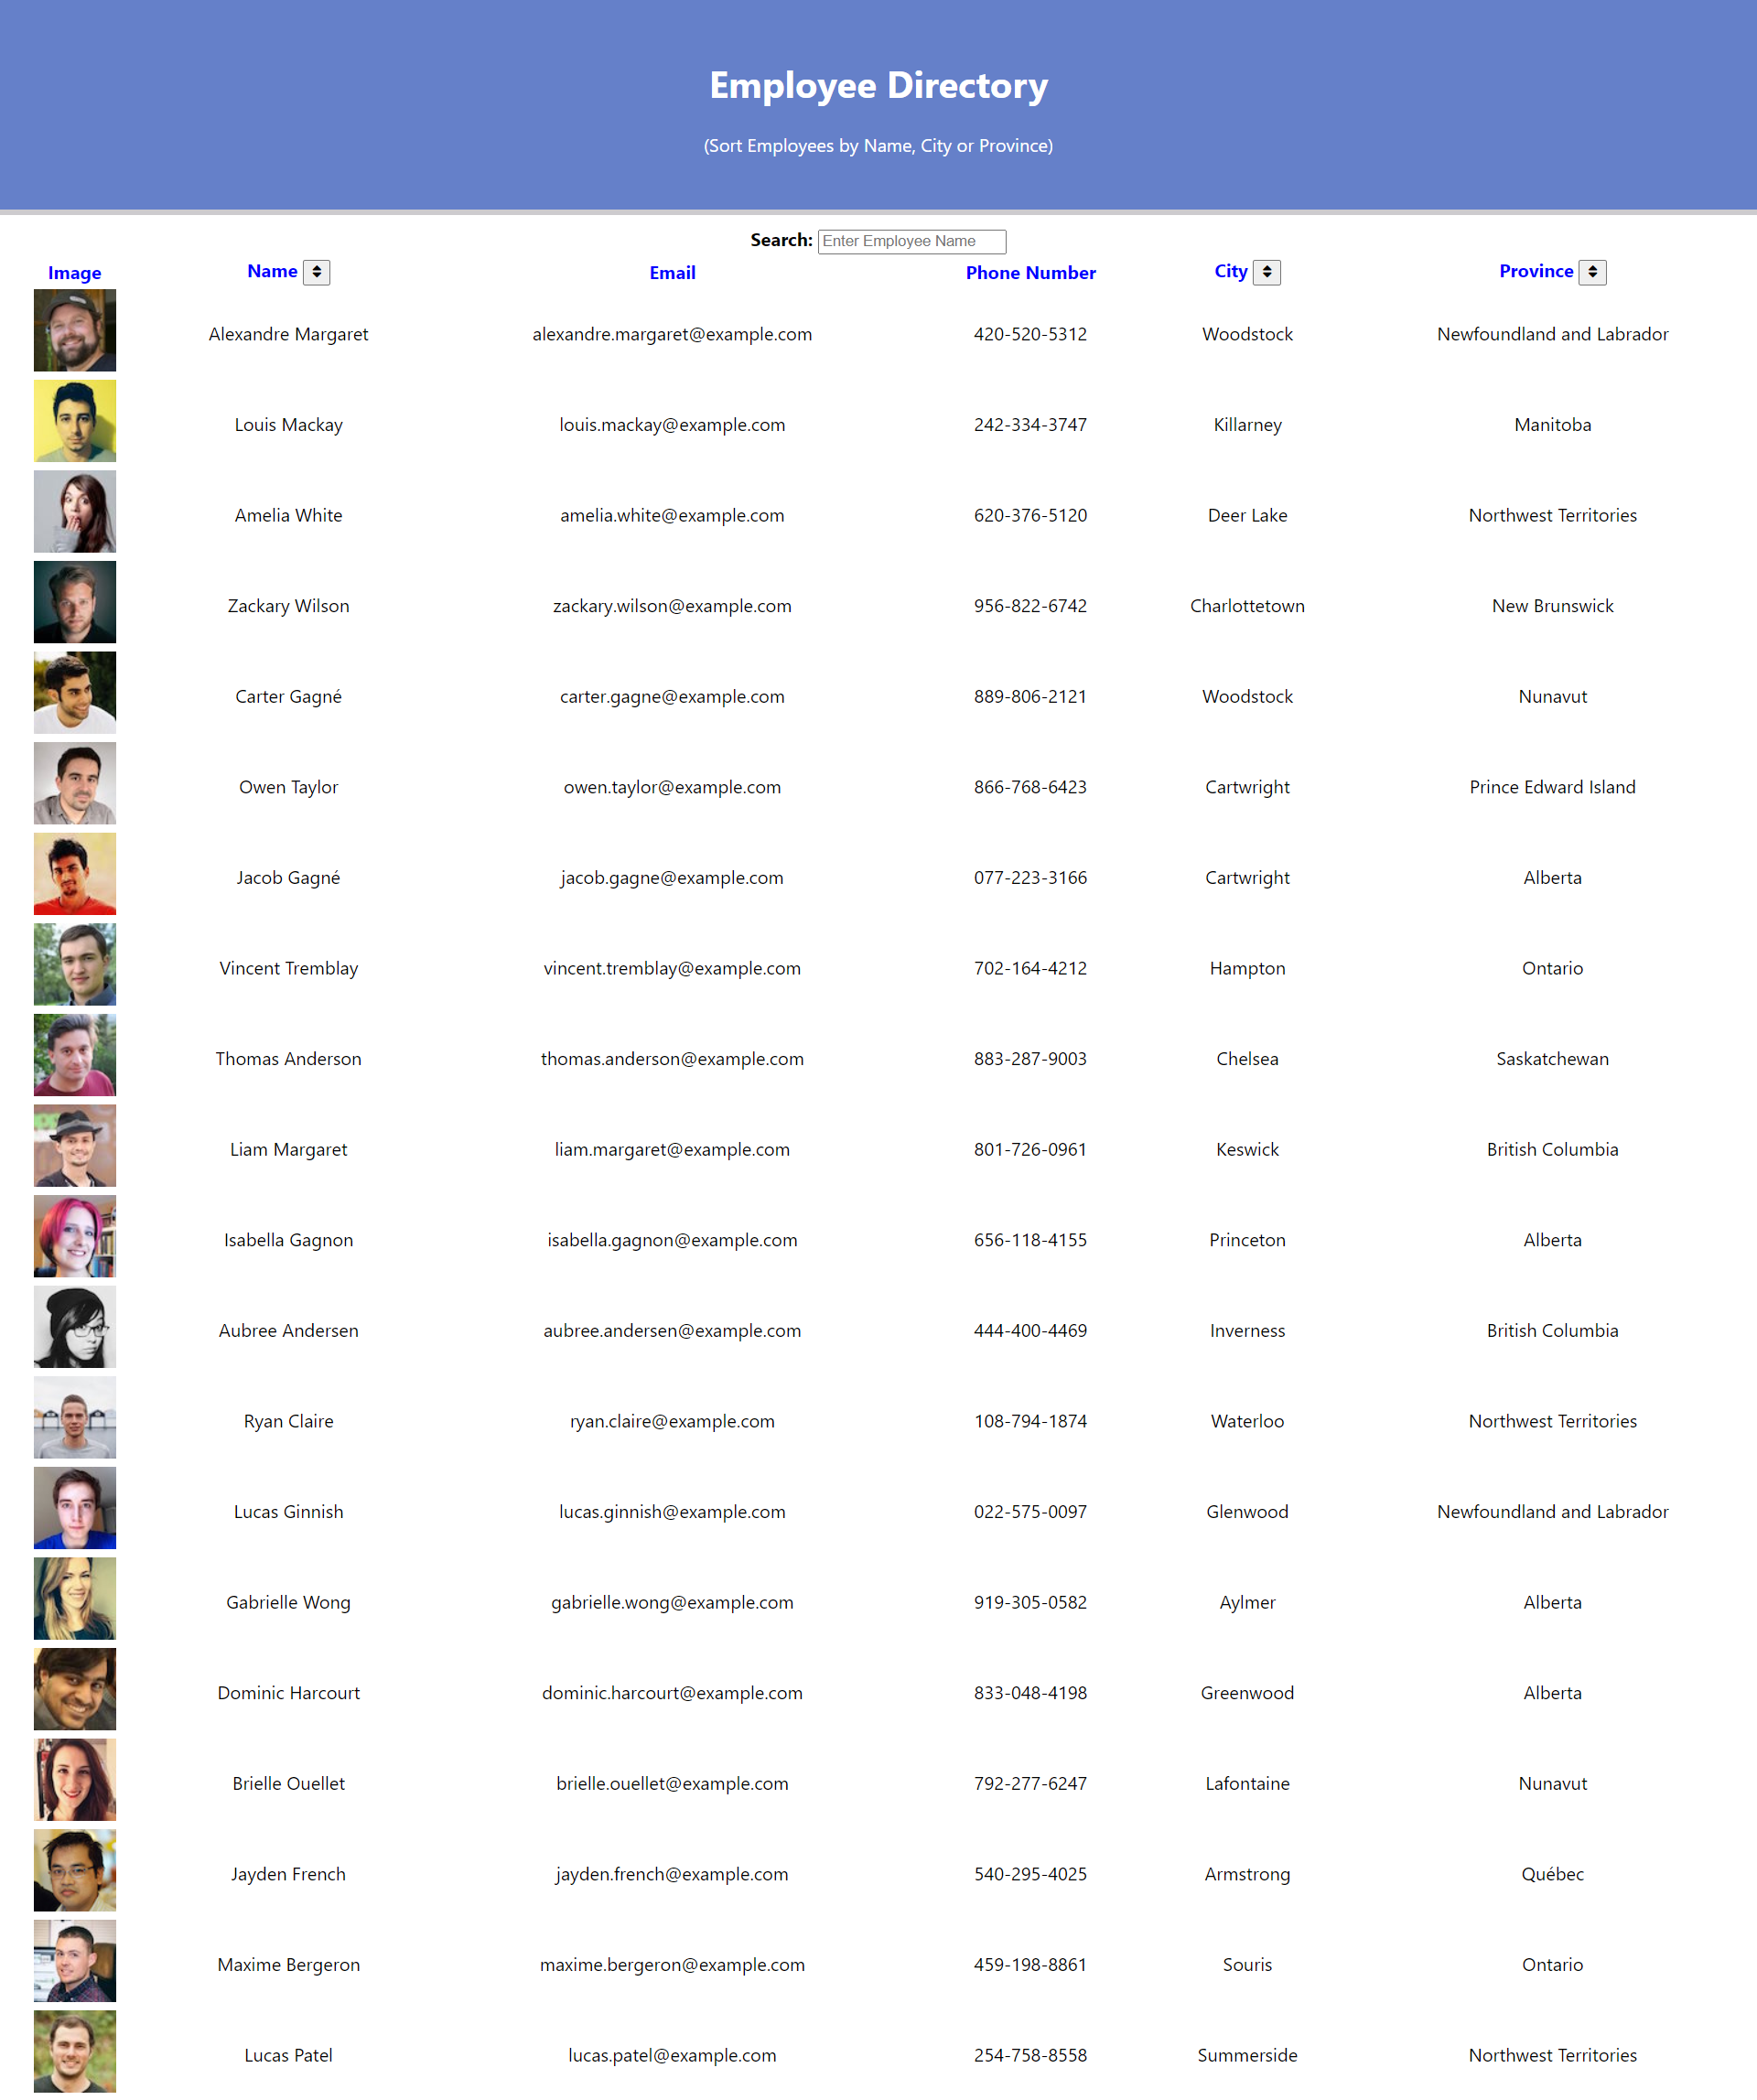 Employee Directory
(Sort Employees by Name, City or Province)
Search: Enter Employee Name
Image Name Email Phone Number City Province
Alexandre Margaret alexandre.margaret@example.com 420-520-5312 Woodstock Newfoundland and Labrador
Louis Mackay louis.mackay@example.com 242-334-3747 Killarney Manitoba
Amelia White amelia.white@example.com 620-376-5120 Deer Lake Northwest Territories
Zackary Wilson zackary.wilson@example.com 956-822-6742 Charlottetown New Brunswick
Carter Gagné carter.gagne@example.com 889-806-2121 Woodstock Nunavut
Owen Taylor owen.taylor@example.com 866-768-6423 Cartwright Prince Edward Island
Jacob Gagné jacob.gagne@example.com 077-223-3166 Cartwright Alberta
Vincent Tremblay vincent.tremblay@example.com 702-164-4212 Hampton Ontario
Thomas Anderson thomas.anderson@example.com 883-287-9003 Chelsea Saskatchewan
Liam Margaret liam.margaret@example.com 801-726-0961 Keswick British Columbia
Isabella Gagnon isabella.gagnon@example.com 656-118-4155 Princeton Alberta
Aubree Andersen aubree.andersen@example.com 444-400-4469 Inverness British Columbia
Ryan Claire ryan.claire@example.com 108-794-1874 Waterloo Northwest Territories
Lucas Ginnish lucas.ginnish@example.com 022-575-0097 Glenwood Newfoundland and Labrador
Gabrielle Wong gabrielle.wong@example.com 919-305-0582 Aylmer Alberta
Dominic Harcourt dominic.harcourt@example.com 833-048-4198 Greenwood Alberta
Brielle Ouellet brielle.ouellet@example.com 792-277-6247 Lafontaine Nunavut
Jayden French jayden.french@example.com 540-295-4025 Armstrong Québec
Maxime Bergeron maxime.bergeron@example.com 459-198-8861 Souris Ontario
Lucas Patel lucas.patel@example.com 254-758-8558 Summerside Northwest Territories